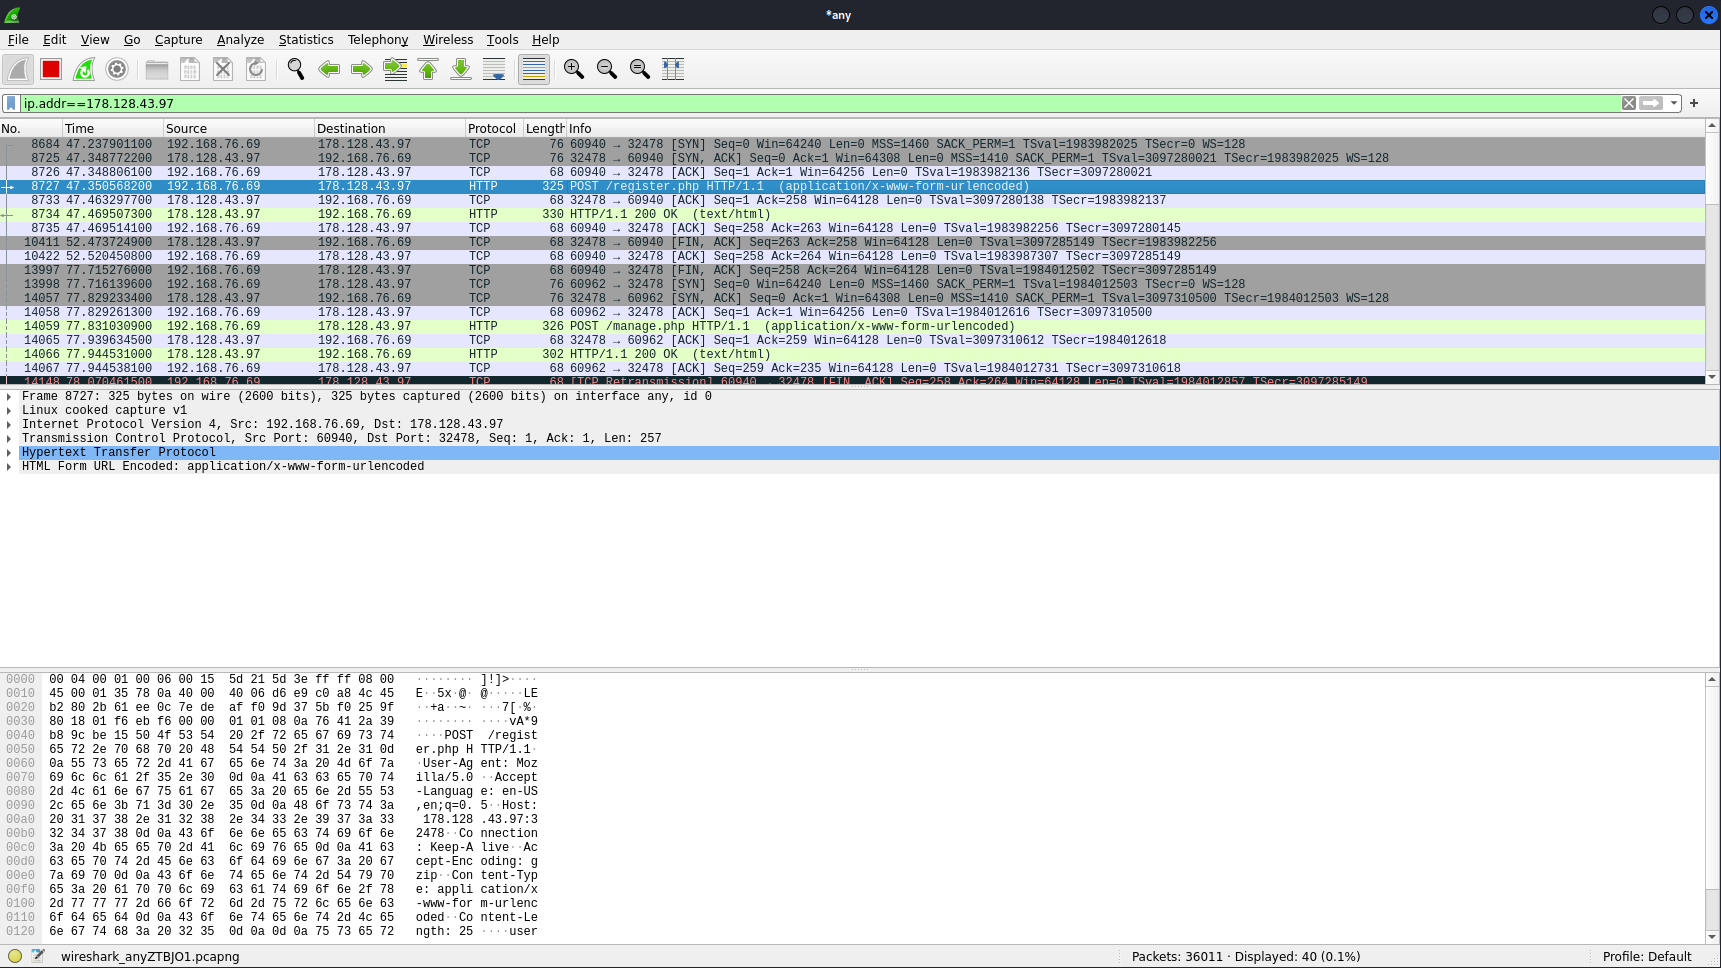 *any
File Edit View Go Capture Analyze Statistics Telephony Wireless Tools Help
ip.addr==178.128.43.97
No. Time Source Destination Protocol Length Info
8684 47.237901100 192.168.76.69 178.128.43.97 TCP 76 60940 → 32478 [SYN] Seq=0 Win=64240 Len=0 MSS=1460 SACK_PERM=1 TSval=1983982025 TSecr=0 WS=128
8725 47.348772200 178.128.43.97 192.168.76.69 TCP 76 32478 → 60940 [SYN, ACK] Seq=0 Ack=1 Win=64308 Len=0 MSS=1410 SACK_PERM=1 TSval=3097280021 TSecr=1983982025 WS=128
8726 47.348806100 192.168.76.69 178.128.43.97 TCP 68 60940 → 32478 [ACK] Seq=1 Ack=1 Win=64256 Len=0 TSval=1983982136 TSecr=3097280021
8727 47.350568200 192.168.76.69 178.128.43.97 HTTP 325 POST /register.php HTTP/1.1 (application/x-www-form-urlencoded)
8733 47.463297700 178.128.43.97 192.168.76.69 TCP 68 32478 → 60940 [ACK] Seq=1 Ack=258 Win=64128 Len=0 TSval=3097280138 TSecr=1983982137
8734 47.469507300 178.128.43.97 192.168.76.69 HTTP 330 HTTP/1.1 200 OK (text/html)
8735 47.469514100 192.168.76.69 178.128.43.97 TCP 68 60940 → 32478 [ACK] Seq=258 Ack=263 Win=64128 Len=0 TSval=1983982256 TSecr=3097280145
10411 52.473724900 178.128.43.97 192.168.76.69 TCP 68 32478 → 60940 [FIN, ACK] Seq=263 Ack=258 Win=64128 Len=0 TSval=3097285149 TSecr=1983982256
10422 52.520450800 192.168.76.69 178.128.43.97 TCP 68 60940 → 32478 [ACK] Seq=258 Ack=264 Win=64128 Len=0 TSval=1983987307 TSecr=3097285149
13997 77.715276000 192.168.76.69 178.128.43.97 TCP 68 60940 → 32478 [FIN, ACK] Seq=258 Ack=264 Win=64128 Len=0 TSval=1984012502 TSecr=3097285149
13998 77.716139600 192.168.76.69 178.128.43.97 TCP 76 60962 → 32478 [SYN] Seq=0 Win=64240 Len=0 MSS=1460 SACK_PERM=1 TSval=1984012503 TSecr=0 WS=128
14057 77.829233400 178.128.43.97 192.168.76.69 TCP 76 32478 → 60962 [SYN, ACK] Seq=0 Ack=1 Win=64308 Len=0 MSS=1410 SACK_PERM=1 TSval=3097310500 TSecr=1984012503 WS=128
14058 77.829261300 192.168.76.69 178.128.43.97 TCP 68 60962 → 32478 [ACK] Seq=1 Ack=1 Win=64256 Len=0 TSval=1984012616 TSecr=3097310500
14059 77.831030900 192.168.76.69 178.128.43.97 HTTP 326 POST /manage.php HTTP/1.1 (application/x-www-form-urlencoded)
14065 77.939634500 178.128.43.97 192.168.76.69 TCP 68 32478 → 60962 [ACK] Seq=1 Ack=259 Win=64128 Len=0 TSval=3097310612 TSecr=1984012618
14066 77.944531000 178.128.43.97 192.168.76.69 HTTP 302 HTTP/1.1 200 OK (text/html)
14067 77.944538100 192.168.76.69 178.128.43.97 TCP 68 60962 → 32478 [ACK] Seq=259 Ack=235 Win=64128 Len=0 TSval=1984012731 TSecr=3097310618
14148 78.070461500 192.168.76.69 178.128.43.97 TCP 68 [TCP Retransmission] 60940 → 32478 [FIN, ACK] Seq=258 Ack=264 Win=64128 Len=0 TSval=1984012857 TSecr=3097285149
Frame 8727: 325 bytes on wire (2600 bits), 325 bytes captured (2600 bits) on interface any, id 0
Linux cooked capture v1
Internet Protocol Version 4, Src: 192.168.76.69, Dst: 178.128.43.97
Transmission Control Protocol, Src Port: 60940, Dst Port: 32478, Seq: 1, Ack: 1, Len: 257
Hypertext Transfer Protocol
HTML Form URL Encoded: application/x-www-form-urlencoded
0000 00 04 00 01 00 06 00 15 5d 21 5d 3e ff ff 08 00 ········ ]!]>····
0010 45 00 01 35 78 0a 40 00 40 06 d6 e9 c0 a8 4c 45 E··5x·@· @·····LE
0020 b2 80 2b 61 ee 0c 7e de af f0 9d 37 5b f0 25 9f ··+a··~· ···7[·%·
0030 80 18 01 f6 eb f6 00 00 01 01 08 0a 76 41 2a 39 ········ ····vA*9
0040 b8 9c be 15 50 4f 53 54 20 2f 72 65 67 69 73 74 ····POST /regist
0050 65 72 2e 70 68 70 20 48 54 54 50 2f 31 2e 31 0d er.php H TTP/1.1·
0060 0a 55 73 65 72 2d 41 67 65 6e 74 3a 20 4d 6f 7a ·User-Ag ent: Moz
0070 69 6c 6c 61 2f 35 2e 30 0d 0a 41 63 63 65 70 74 illa/5.0 ··Accept
0080 2d 4c 61 6e 67 75 61 67 65 3a 20 65 6e 2d 55 53 -Languag e: en-US
0090 2c 65 6e 3b 71 3d 30 2e 35 0d 0a 48 6f 73 74 3a ,en;q=0. 5··Host:
00a0 20 31 37 38 2e 31 32 38 2e 34 33 2e 39 37 3a 33 178.128 .43.97:3
00b0 32 34 37 38 0d 0a 43 6f 6e 6e 65 63 74 69 6f 6e 2478··Co nnection
00c0 3a 20 4b 65 65 70 2d 41 6c 69 76 65 0d 0a 41 63 : Keep-A live··Ac
00d0 63 65 70 74 2d 45 6e 63 6f 64 69 6e 67 3a 20 67 cept-Enc oding: g
00e0 7a 69 70 0d 0a 43 6f 6e 74 65 6e 74 2d 54 79 70 zip··Con tent-Typ
00f0 65 3a 20 61 70 70 6c 69 63 61 74 69 6f 6e 2f 78 e: appli cation/x
0100 2d 77 77 77 2d 66 6f 72 6d 2d 75 72 6c 65 6e 63 -www-for m-urlenc
0110 6f 64 65 64 0d 0a 43 6f 6e 74 65 6e 74 2d 4c 65 oded··Co ntent-Le
0120 6e 67 74 68 3a 20 32 35 0d 0a 0d 0a 75 73 65 72 ngth: 25 ····user
wireshark_anyZTBJO1.pcapng Packets: 36011 · Displayed: 40 (0.1%) Profile: Default